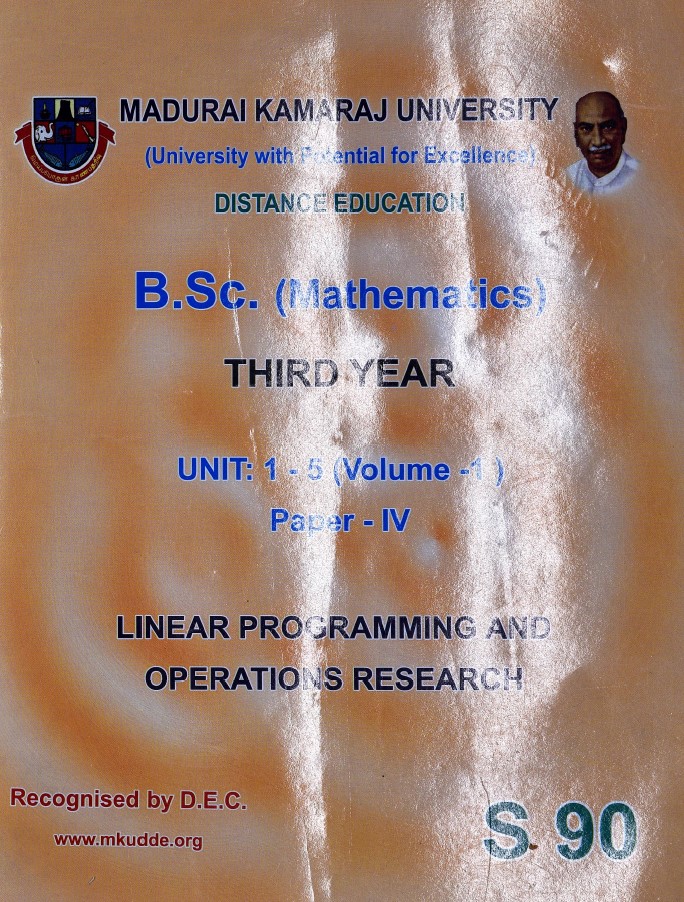 MADURAI KAMARAJ UNIVERSITY
(University with Potential for Excellence)
DISTANCE EDUCATION
B.Sc. (Mathematics)
THIRD YEAR
UNIT: 1 - 5 (Volume -1 )
Paper - IV
LINEAR PROGRAMMING AND
OPERATIONS RESEARCH
Recognised by D.E.C.
www.mkudde.org
S 90